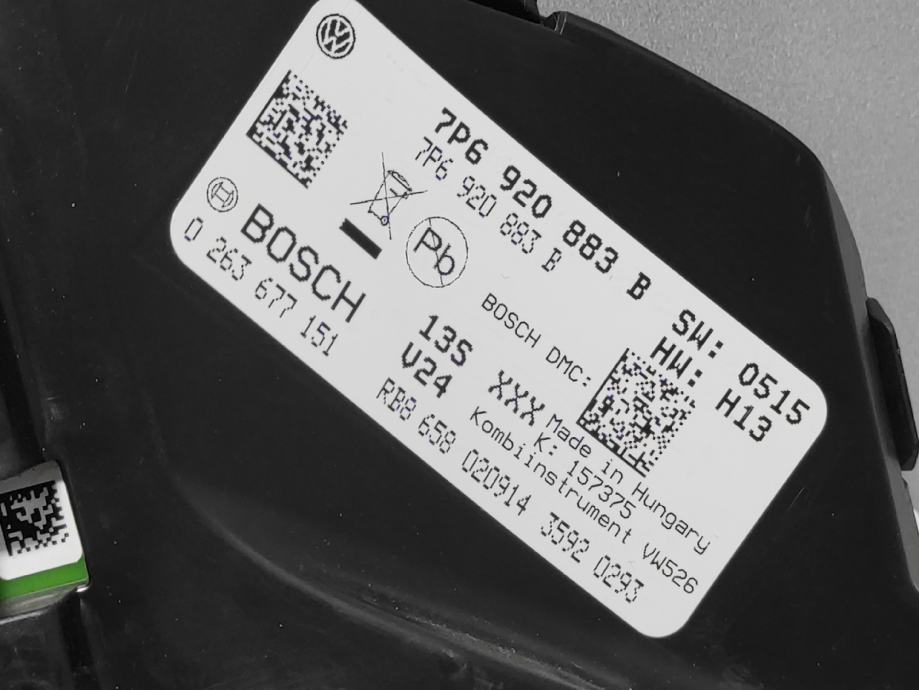 7P6 920 883 B SW: 0515
7P6 920 883 B HW: H13
Pb
BOSCH
0 263 677 151
BOSCH DMC:
13S XXX
V24
Made in Hungary
K: 157375
Kombiinstrument VW526
RB8 658 020914 3592 0293